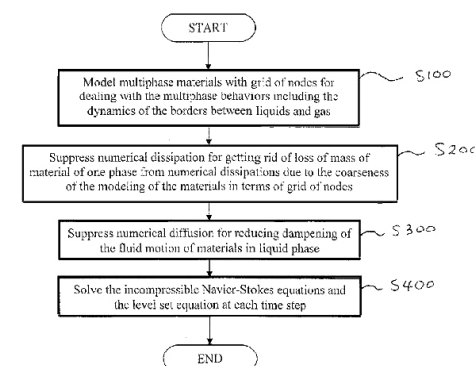 START
Model multiphase materials with grid of nodes for
dealing with the multiphase behaviors including the
dynamics of the borders between liquids and gas
S100
Suppress numerical dissipation for getting rid of loss of mass of
material of one phase from numerical dissipations due to the coarseness
of the modeling of the materials in terms of grid of nodes
S200
Suppress numerical diffusion for reducing dampening of
the fluid motion of materials in liquid phase
S300
Solve the incompressible Navier-Stokes equations and
the level set equation at each time step
S400
END